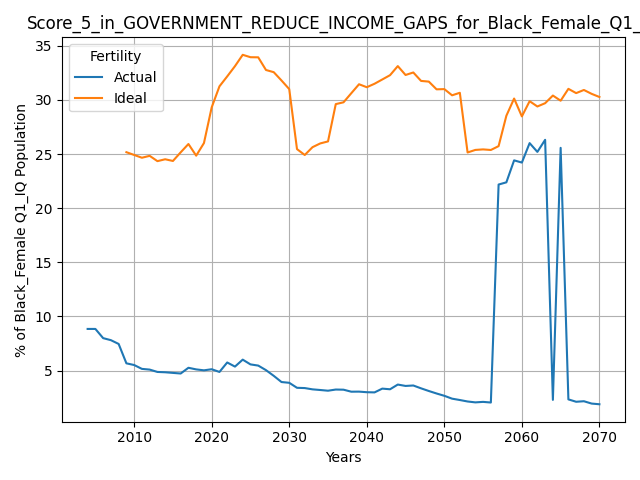 Score_5_in_GOVERNMENT_REDUCE_INCOME_GAPS_for_Black_Female_Q1_
Fertility
Actual
Ideal
% of Black_Female Q1_IQ Population
35
30
25
20
15
10
5
2010 2020 2030 2040 2050 2060 2070
Years